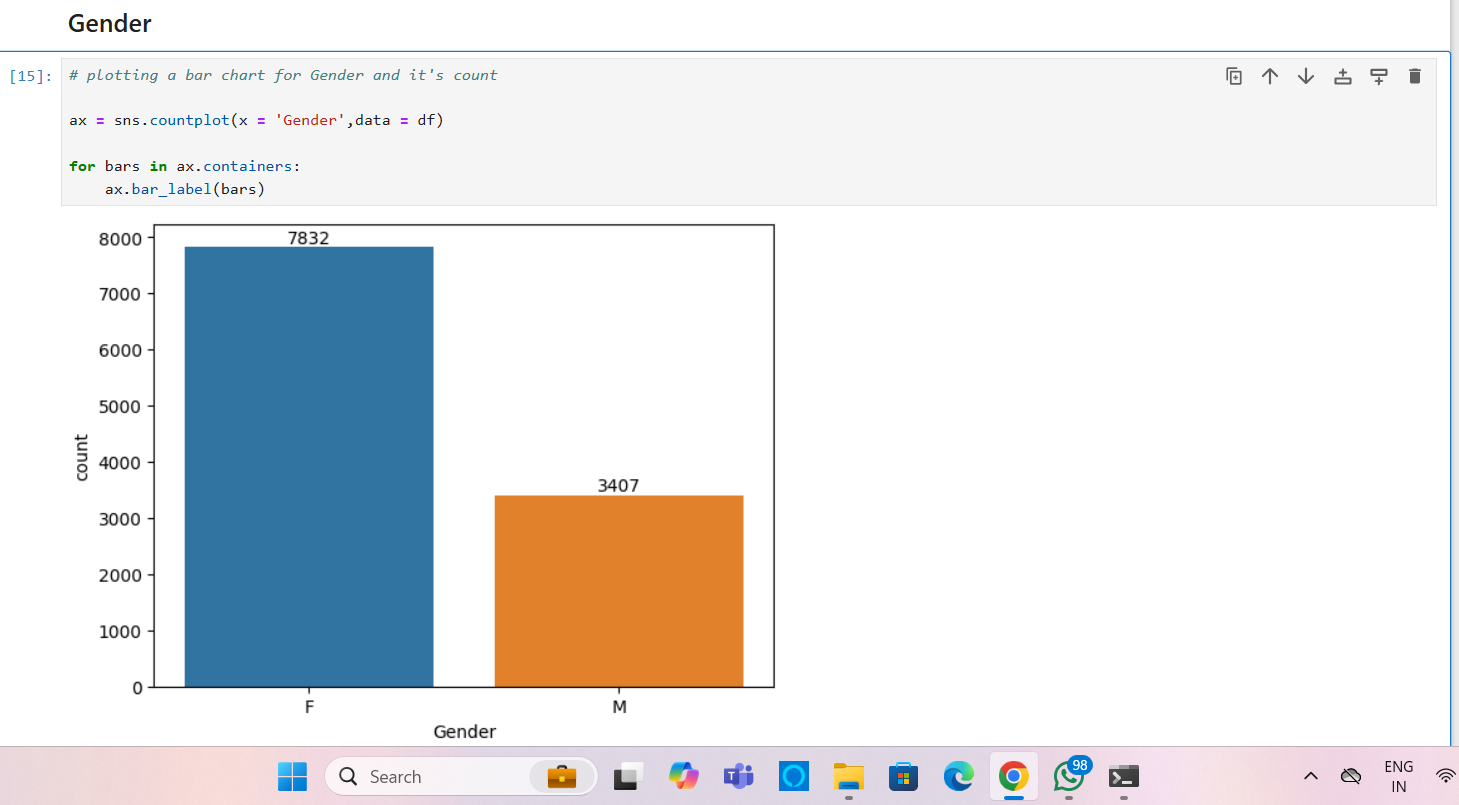 Gender
[15]: # plotting a bar chart for Gender and it's count
ax = sns.countplot(x = 'Gender',data = df)
for bars in ax.containers:
    ax.bar_label(bars)
8000
7000
6000
5000
4000
3000
2000
1000
0
count
7832
3407
F M
Gender
Search
98
ENG
IN